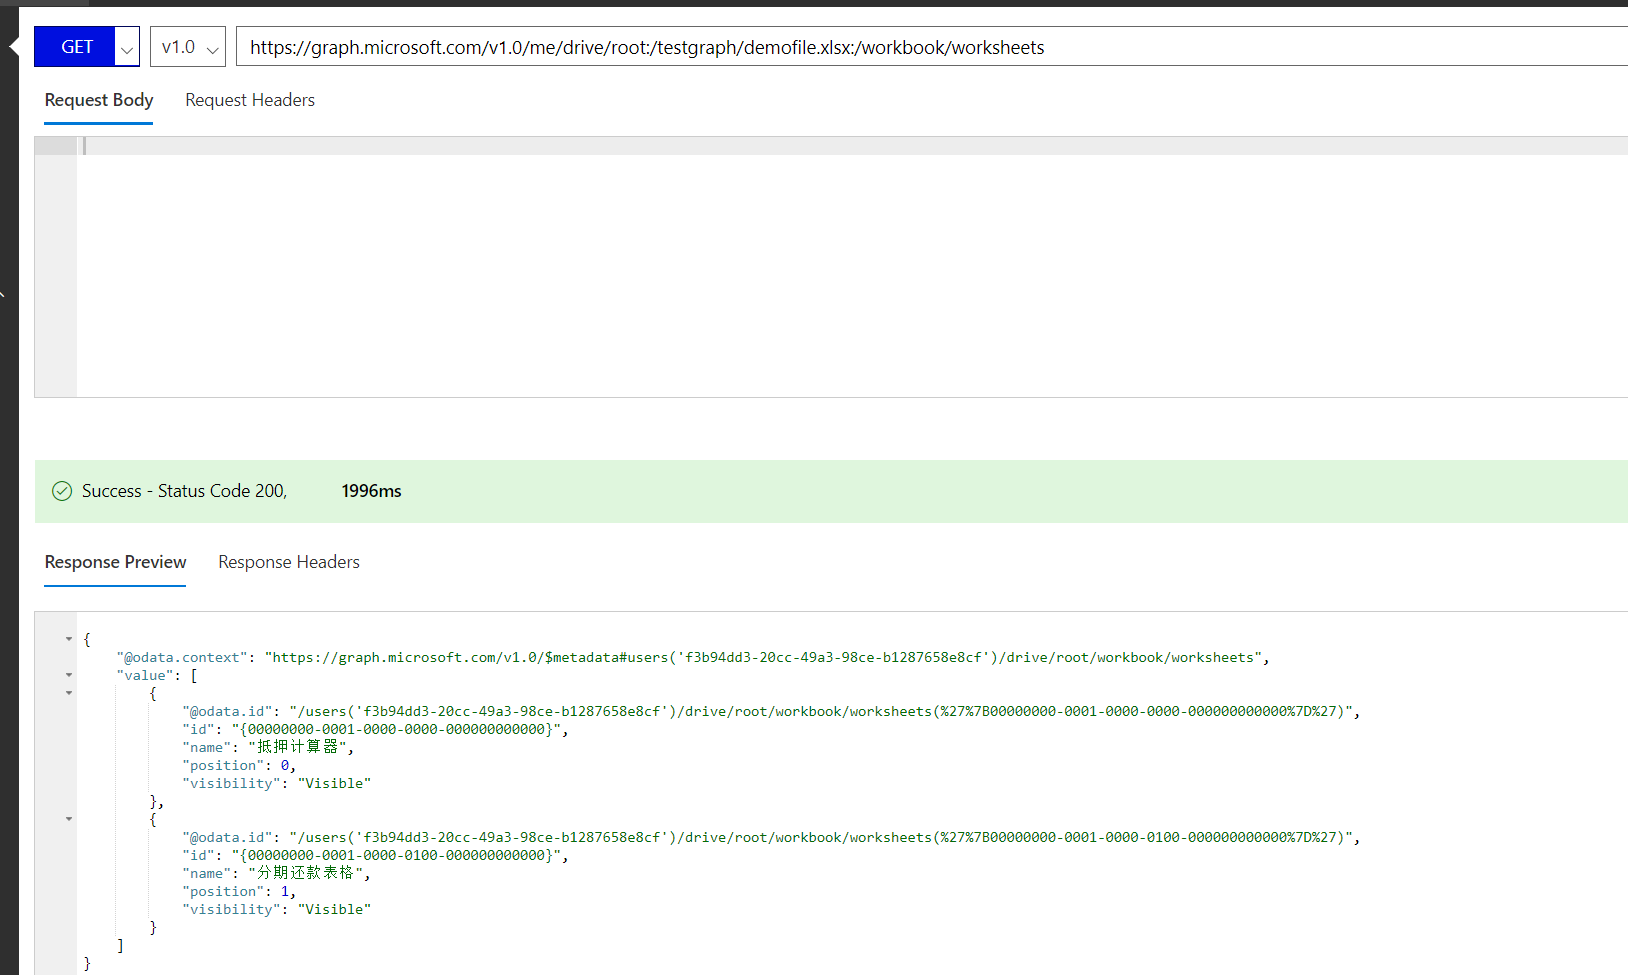 GET v1.0 https://graph.microsoft.com/v1.0/me/drive/root:/testgraph/demofile.xlsx:/workbook/worksheets
Request Body Request Headers
Success - Status Code 200, 1996ms
Response Preview Response Headers
{
"@odata.context": "https://graph.microsoft.com/v1.0/$metadata#users('f3b94dd3-20cc-49a3-98ce-b1287658e8cf')/drive/root/workbook/worksheets",
"value": [
{
"@odata.id": "/users('f3b94dd3-20cc-49a3-98ce-b1287658e8cf')/drive/root/workbook/worksheets(%27%7B00000000-0001-0000-0000-000000000000%7D%27)",
"id": "{00000000-0001-0000-0000-000000000000}",
"name": "抵押计算器",
"position": 0,
"visibility": "Visible"
},
{
"@odata.id": "/users('f3b94dd3-20cc-49a3-98ce-b1287658e8cf')/drive/root/workbook/worksheets(%27%7B00000000-0001-0000-0100-000000000000%7D%27)",
"id": "{00000000-0001-0000-0100-000000000000}",
"name": "分期还款表格",
"position": 1,
"visibility": "Visible"
}
]
}